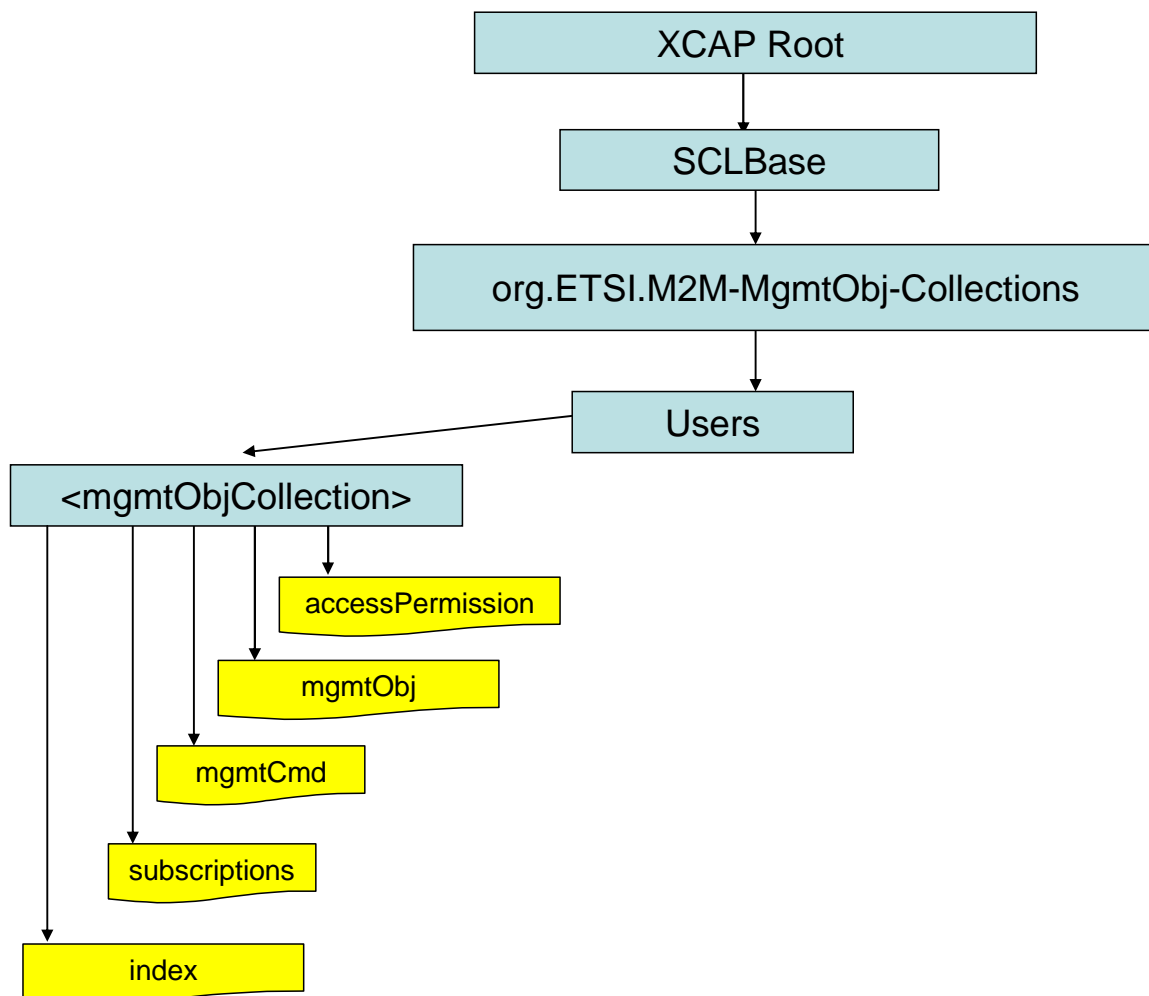 XCAP Root
SCLBase
org.ETSI.M2M-MgmtObj-Collections
Users
<mgmtObjCollection>
accessPermission
mgmtObj
mgmtCmd
subscriptions
index